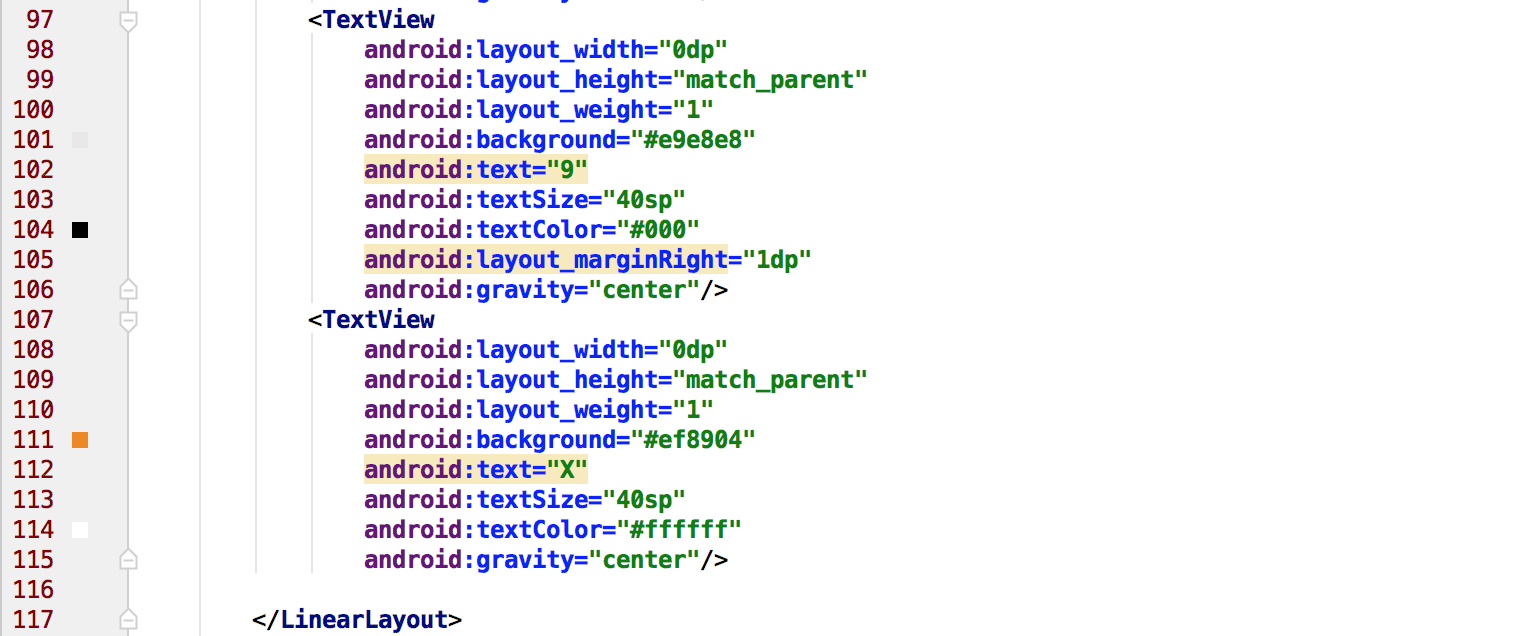 97 <TextView
98 android:layout_width="0dp"
99 android:layout_height="match_parent"
100 android:layout_weight="1"
101 android:background="#e9e8e8"
102 android:text="9"
103 android:textSize="40sp"
104 android:textColor="#000"
105 android:layout_marginRight="1dp"
106 android:gravity="center"/>
107 <TextView
108 android:layout_width="0dp"
109 android:layout_height="match_parent"
110 android:layout_weight="1"
111 android:background="#ef8904"
112 android:text="X"
113 android:textSize="40sp"
114 android:textColor="#ffffff"
115 android:gravity="center"/>
116
117 </LinearLayout>